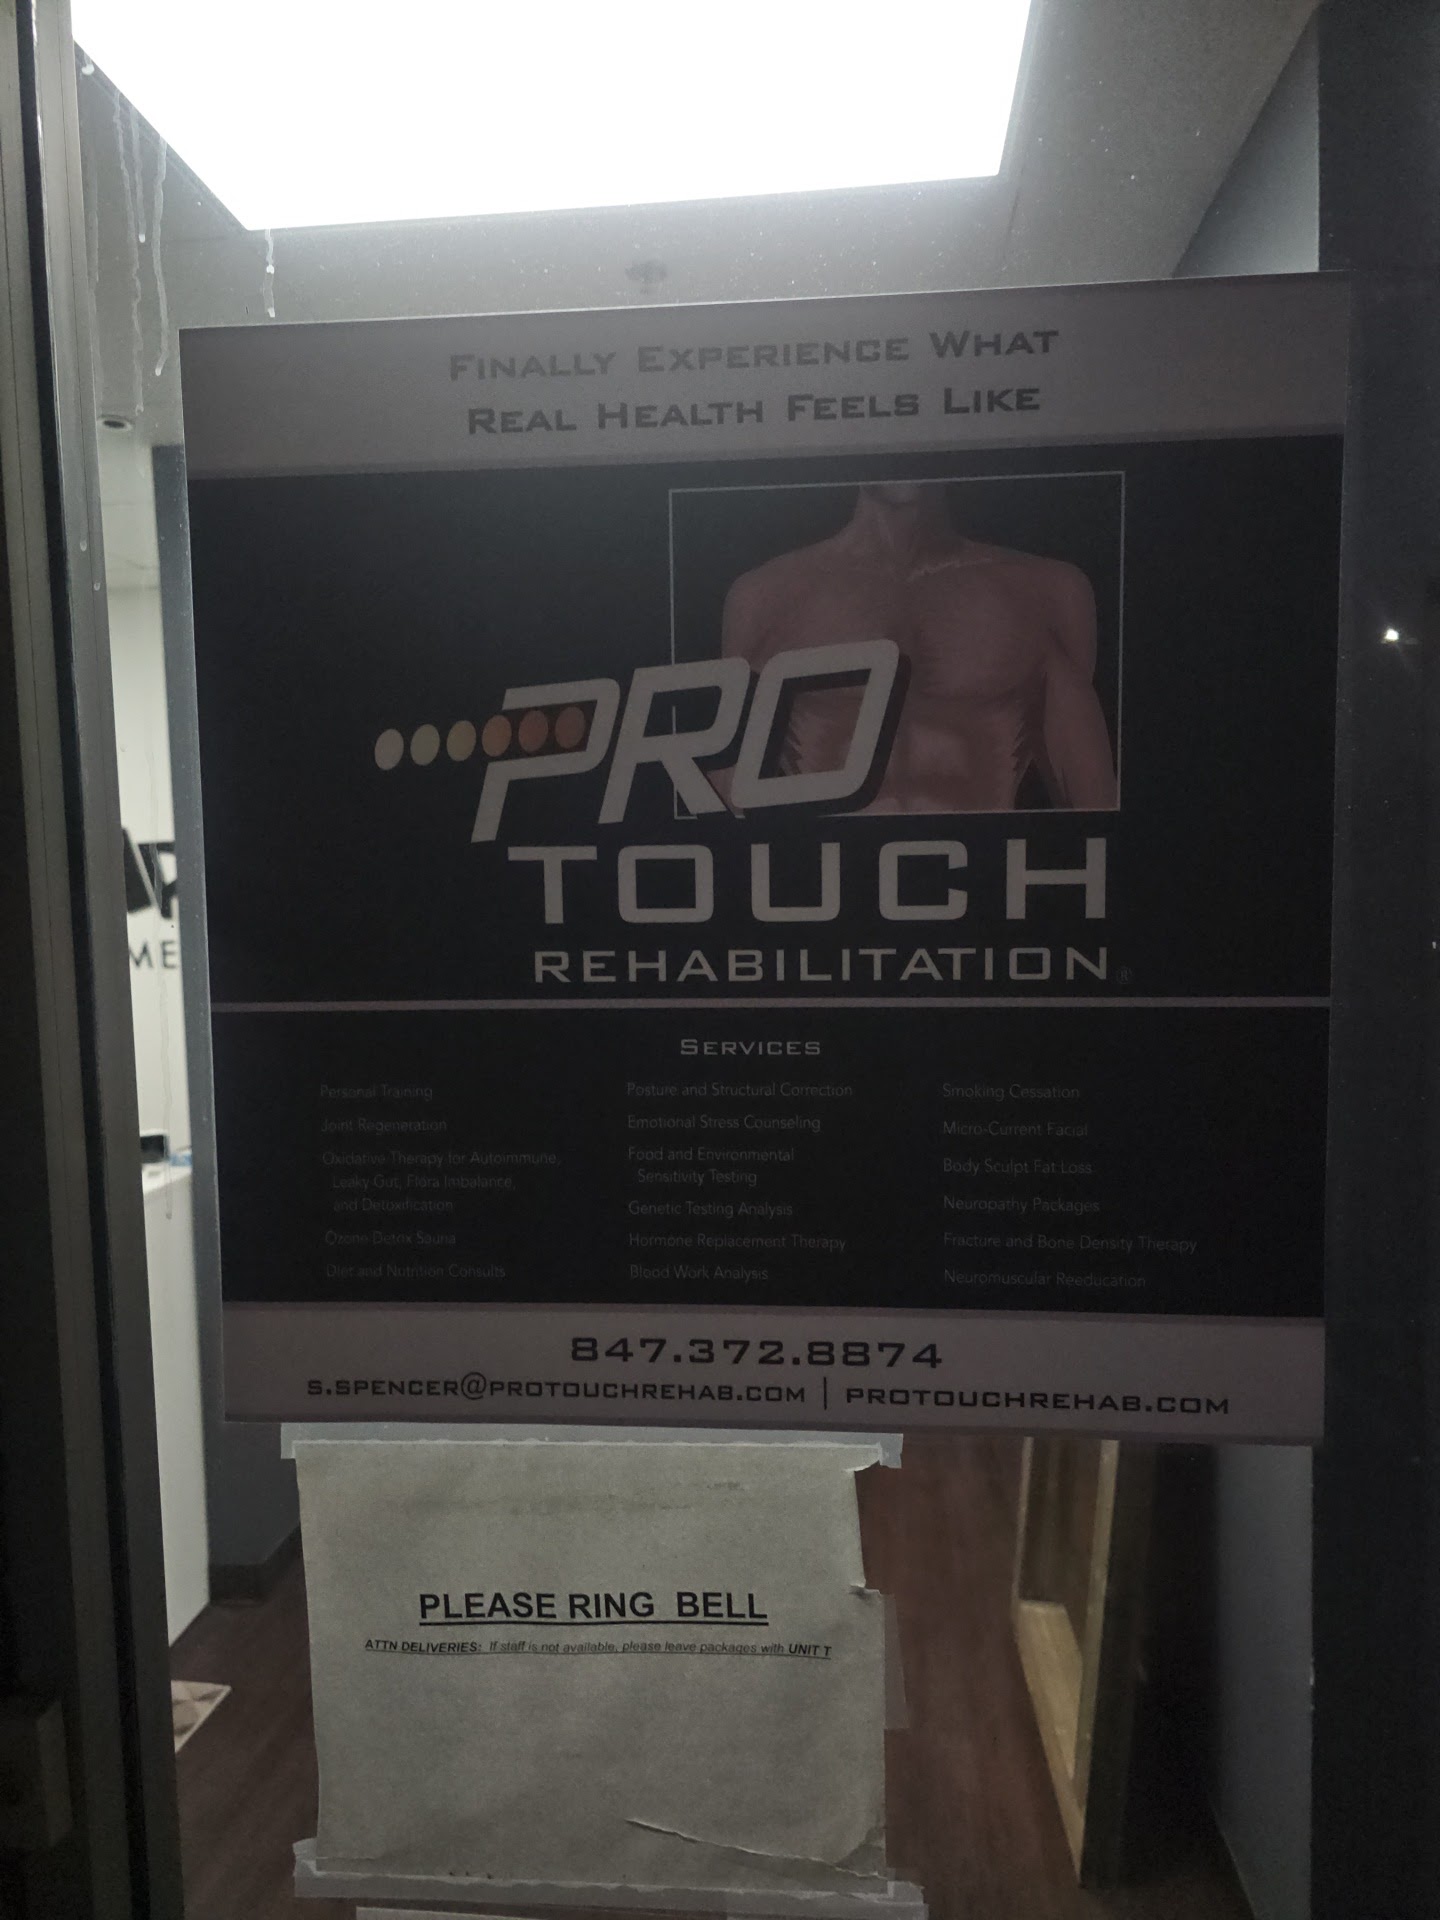 FINALLY EXPERIENCE WHAT
REAL HEALTH FEELS LIKE
PRO
TOUCH
REHABILITATION®
SERVICES
Personal Training
Joint Regeneration
Oxidative Therapy for Autoimmune,
Leaky Gut, Flora Imbalance,
and Detoxification
Ozone Detox Sauna
Diet and Nutrition Consults
Posture and Structural Correction
Emotional Stress Counseling
Food and Environmental
Sensitivity Testing
Genetic Testing Analysis
Hormone Replacement Therapy
Blood Work Analysis
Smoking Cessation
Micro-Current Facial
Body Sculpt Fat Loss
Neuropathy Packages
Fracture and Bone Density Therapy
Neuromuscular Reeducation
847.372.8874
S.SPENCER@PROTOUCHREHAB.COM | PROTOUCHREHAB.COM
PLEASE RING BELL
ATTN DELIVERIES: If staff is not available, please leave packages with UNIT T